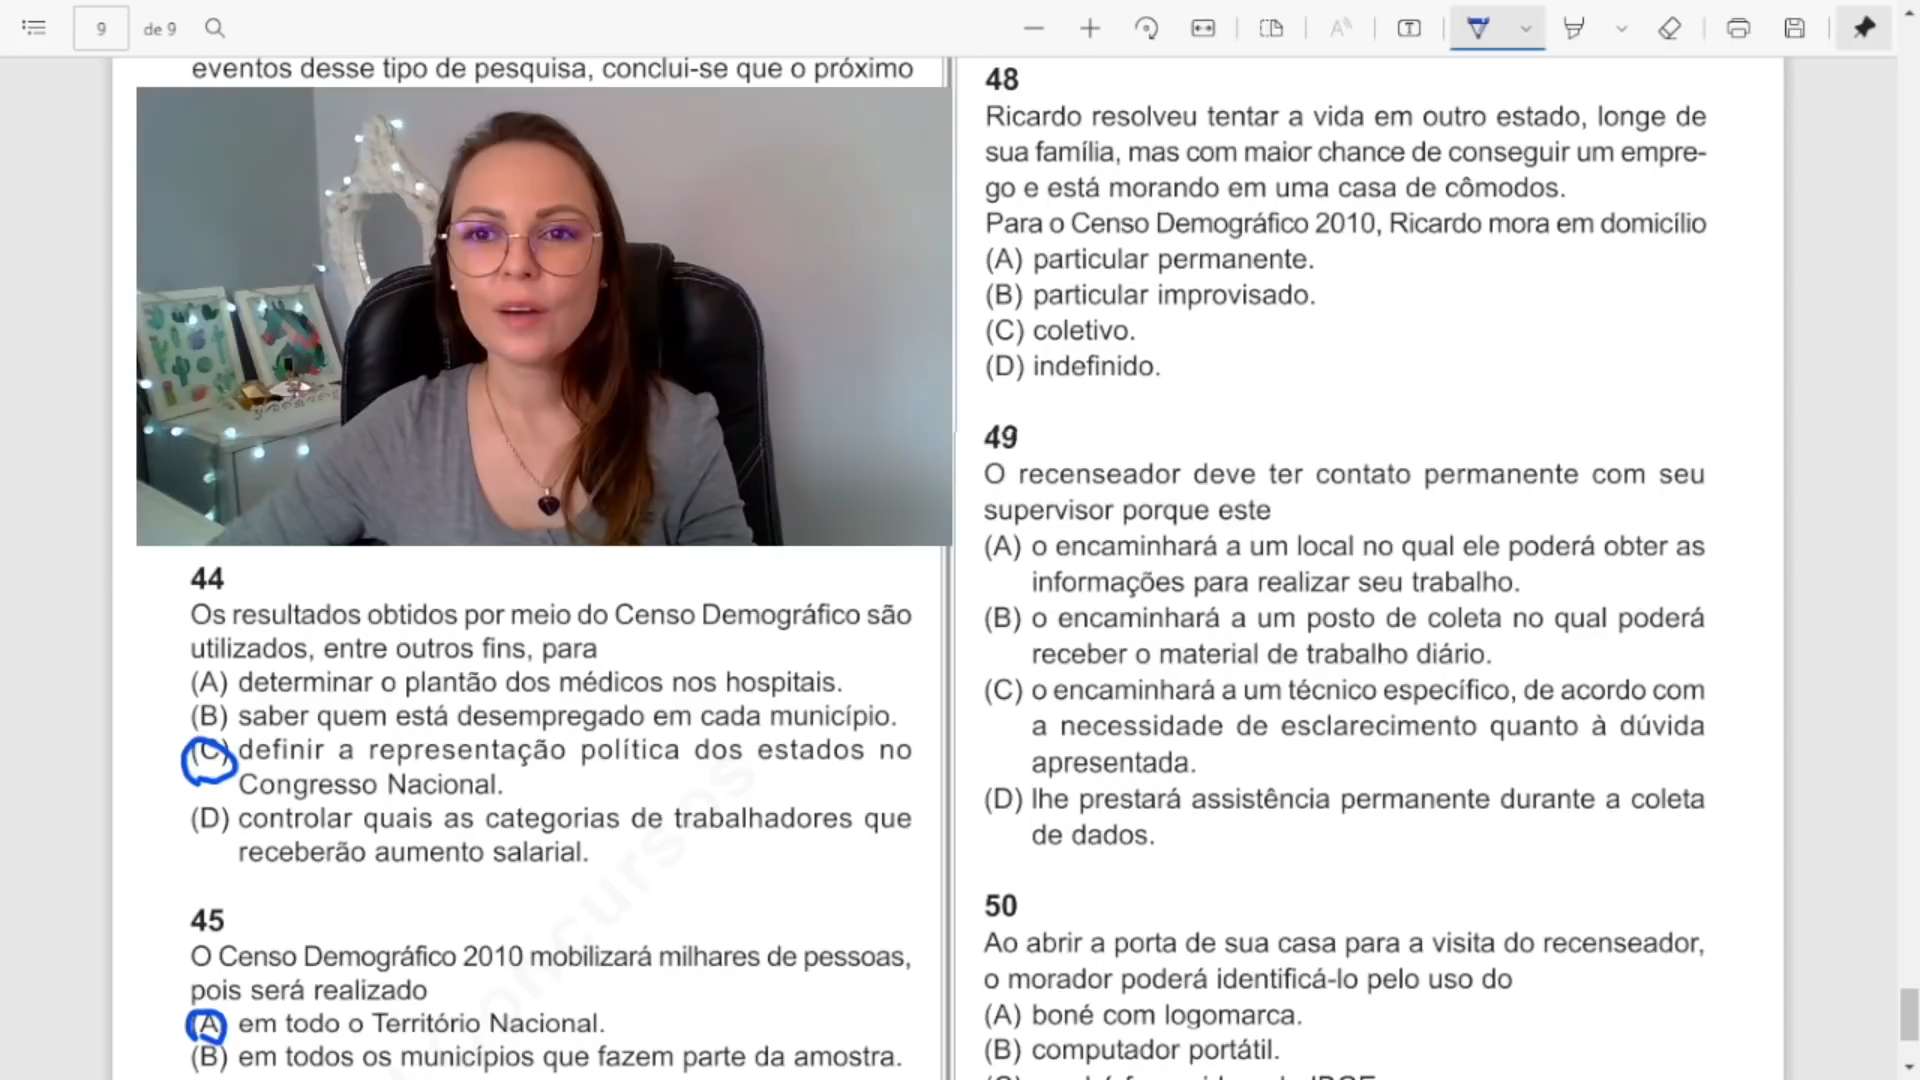 9
de 9
eventos desse tipo de pesquisa, conclui-se que o próximo
44
Os resultados obtidos por meio do Censo Demográfico são
utilizados, entre outros fins, para
(A) determinar o plantão dos médicos nos hospitais.
(B) saber quem está desempregado em cada município.
(C) definir a representação política dos estados no
Congresso Nacional.
(D) controlar quais as categorias de trabalhadores que
receberão aumento salarial.
45
O Censo Demográfico 2010 mobilizará milhares de pessoas,
pois será realizado
(A) em todo o Território Nacional.
(B) em todos os municípios que fazem parte da amostra.
48
Ricardo resolveu tentar a vida em outro estado, longe de
sua família, mas com maior chance de conseguir um empre-
go e está morando em uma casa de cômodos.
Para o Censo Demográfico 2010, Ricardo mora em domicílio
(A) particular permanente.
(B) particular improvisado.
(C) coletivo.
(D) indefinido.
49
O recenseador deve ter contato permanente com seu
supervisor porque este
(A) o encaminhará a um local no qual ele poderá obter as
informações para realizar seu trabalho.
(B) o encaminhará a um posto de coleta no qual poderá
receber o material de trabalho diário.
(C) o encaminhará a um técnico específico, de acordo com
a necessidade de esclarecimento quanto à dúvida
apresentada.
(D) lhe prestará assistência permanente durante a coleta
de dados.
50
Ao abrir a porta de sua casa para a visita do recenseador,
o morador poderá identificá-lo pelo uso do
(A) boné com logomarca.
(B) computador portátil.